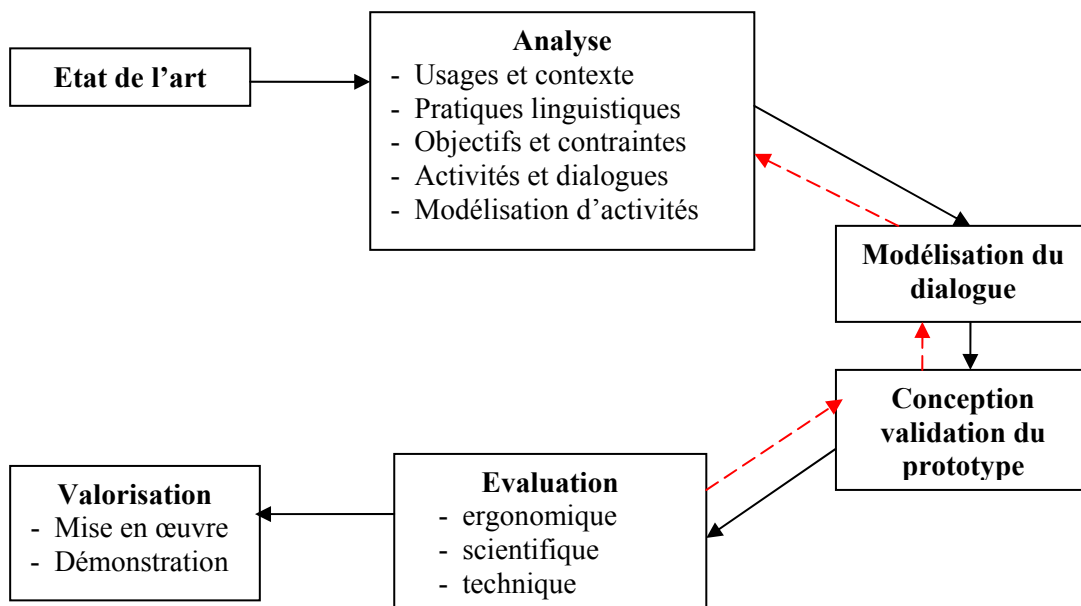 Etat de l’art
Analyse
- Usages et contexte
- Pratiques linguistiques
- Objectifs et contraintes
- Activités et dialogues
- Modélisation d’activités
Modélisation du
dialogue
Conception
validation du
prototype
Evaluation
- ergonomique
- scientifique
- technique
Valorisation
- Mise en œuvre
- Démonstration